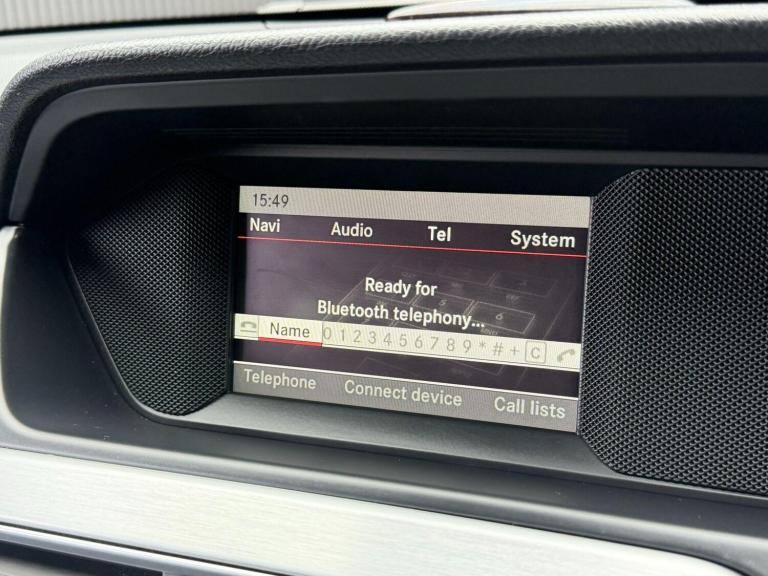 15:49
Navi Audio Tel System
Ready for
Bluetooth telephony...
Name 0 1 2 3 4 5 6 7 8 9 * # + C
Telephone Connect device Call lists